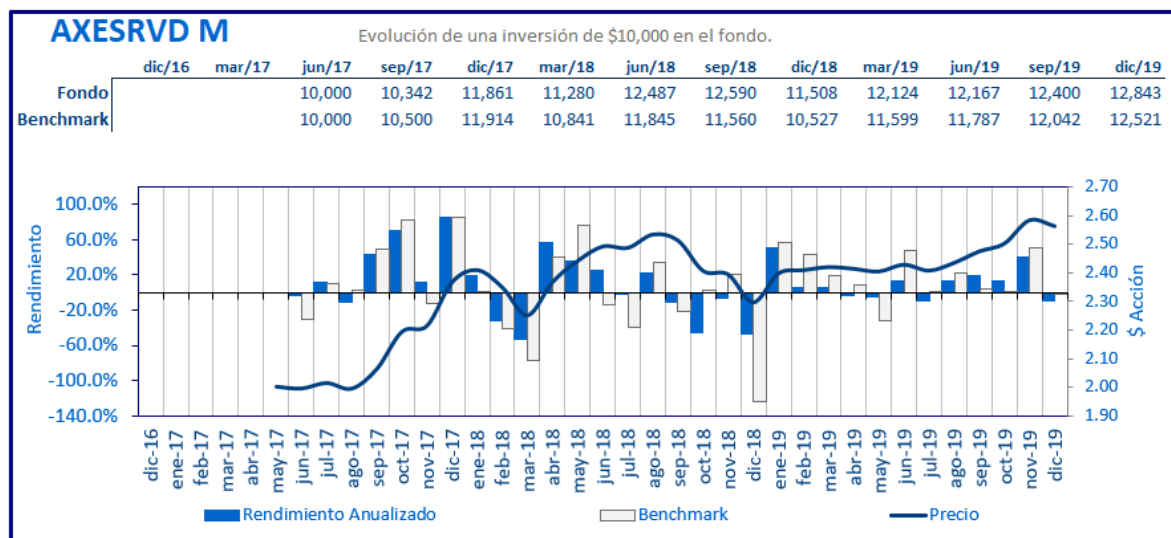 AXESRVD M
Evolución de una inversión de $10,000 en el fondo.
dic/16 mar/17 jun/17 sep/17 dic/17 mar/18 jun/18 sep/18 dic/18 mar/19 jun/19 sep/19 dic/19
Fondo 10,000 10,342 11,861 11,280 12,487 12,590 11,508 12,124 12,167 12,400 12,843
Benchmark 10,000 10,500 11,914 10,841 11,845 11,560 10,527 11,599 11,787 12,042 12,521
Rendimiento
100.0%
60.0%
20.0%
-20.0%
-60.0%
-100.0%
-140.0%
2.70
2.60
2.50
2.40
2.30
2.20
2.10
2.00
1.90
$ Acción
dic-16 ene-17 feb-17 mar-17 abr-17 may-17 jun-17 jul-17 ago-17 sep-17 oct-17 nov-17 dic-17 ene-18 feb-18 mar-18 abr-18 may-18 jun-18 jul-18 ago-18 sep-18 oct-18 nov-18 dic-18 ene-19 feb-19 mar-19 abr-19 may-19 jun-19 jul-19 ago-19 sep-19 oct-19 nov-19 dic-19
Rendimiento Anualizado Benchmark Precio